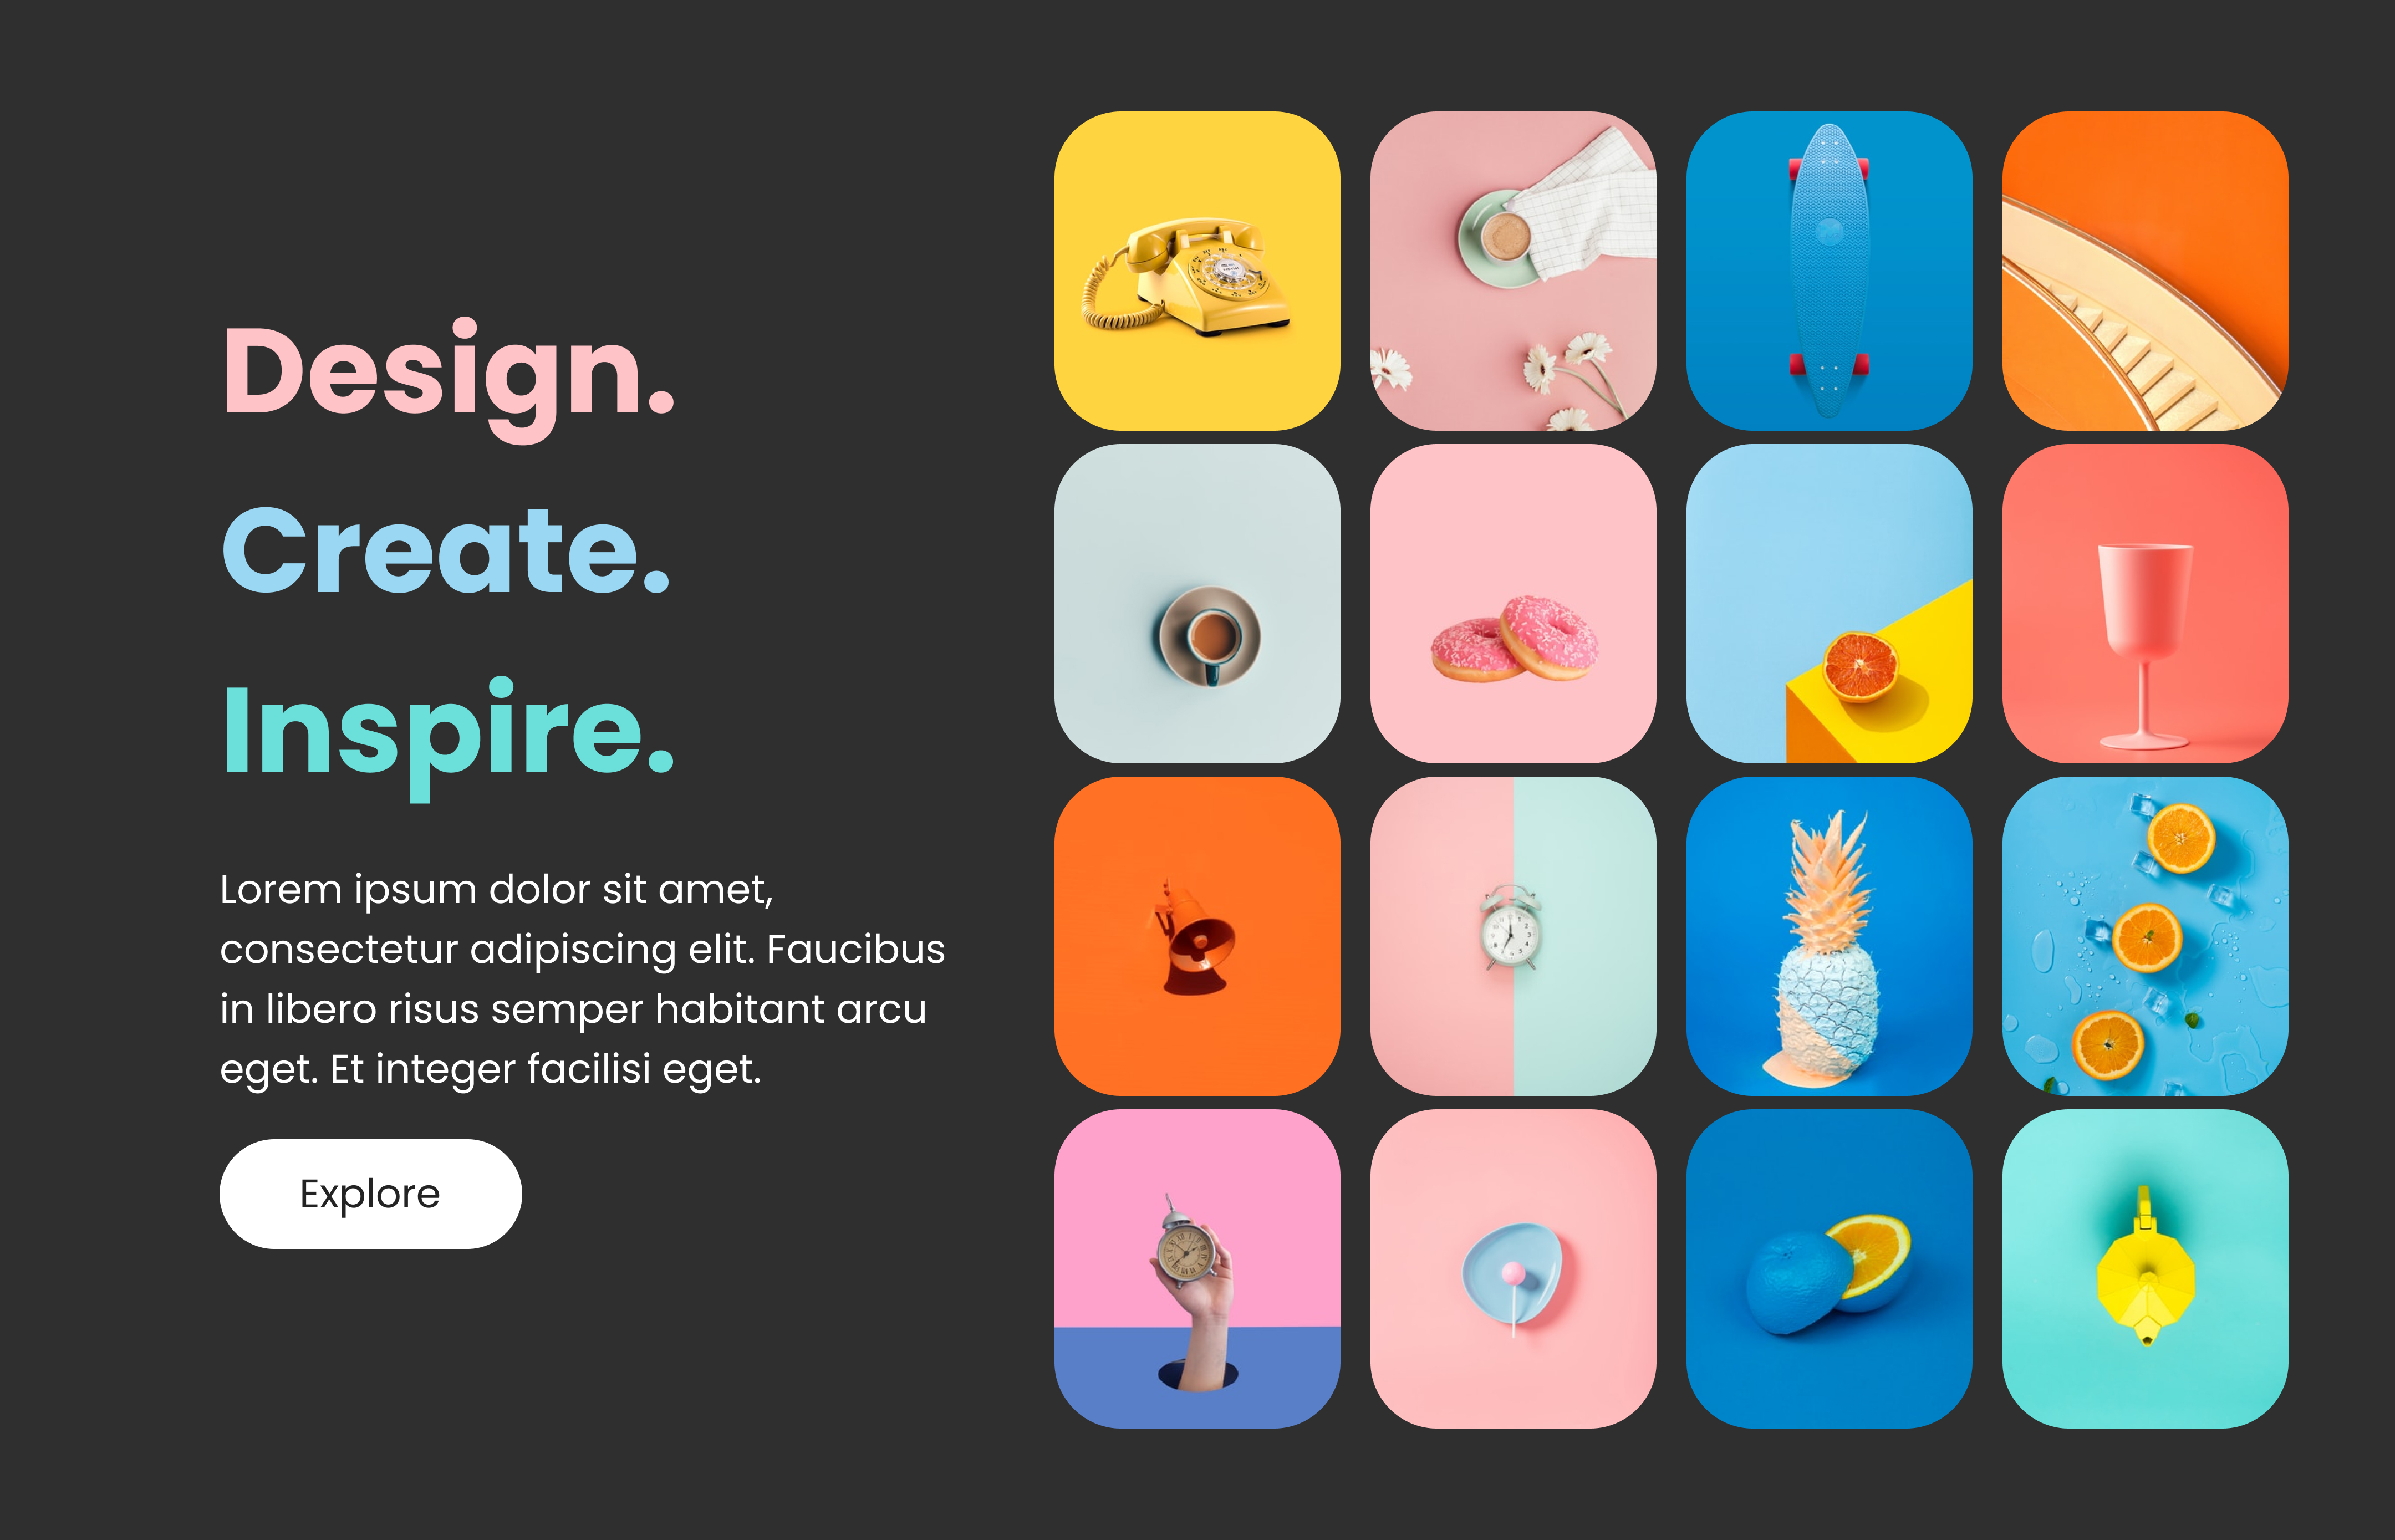 Design.
Create.
Inspire.
Lorem ipsum dolor sit amet,
consectetur adipiscing elit. Faucibus
in libero risus semper habitant arcu
eget. Et integer facilisi eget.
Explore